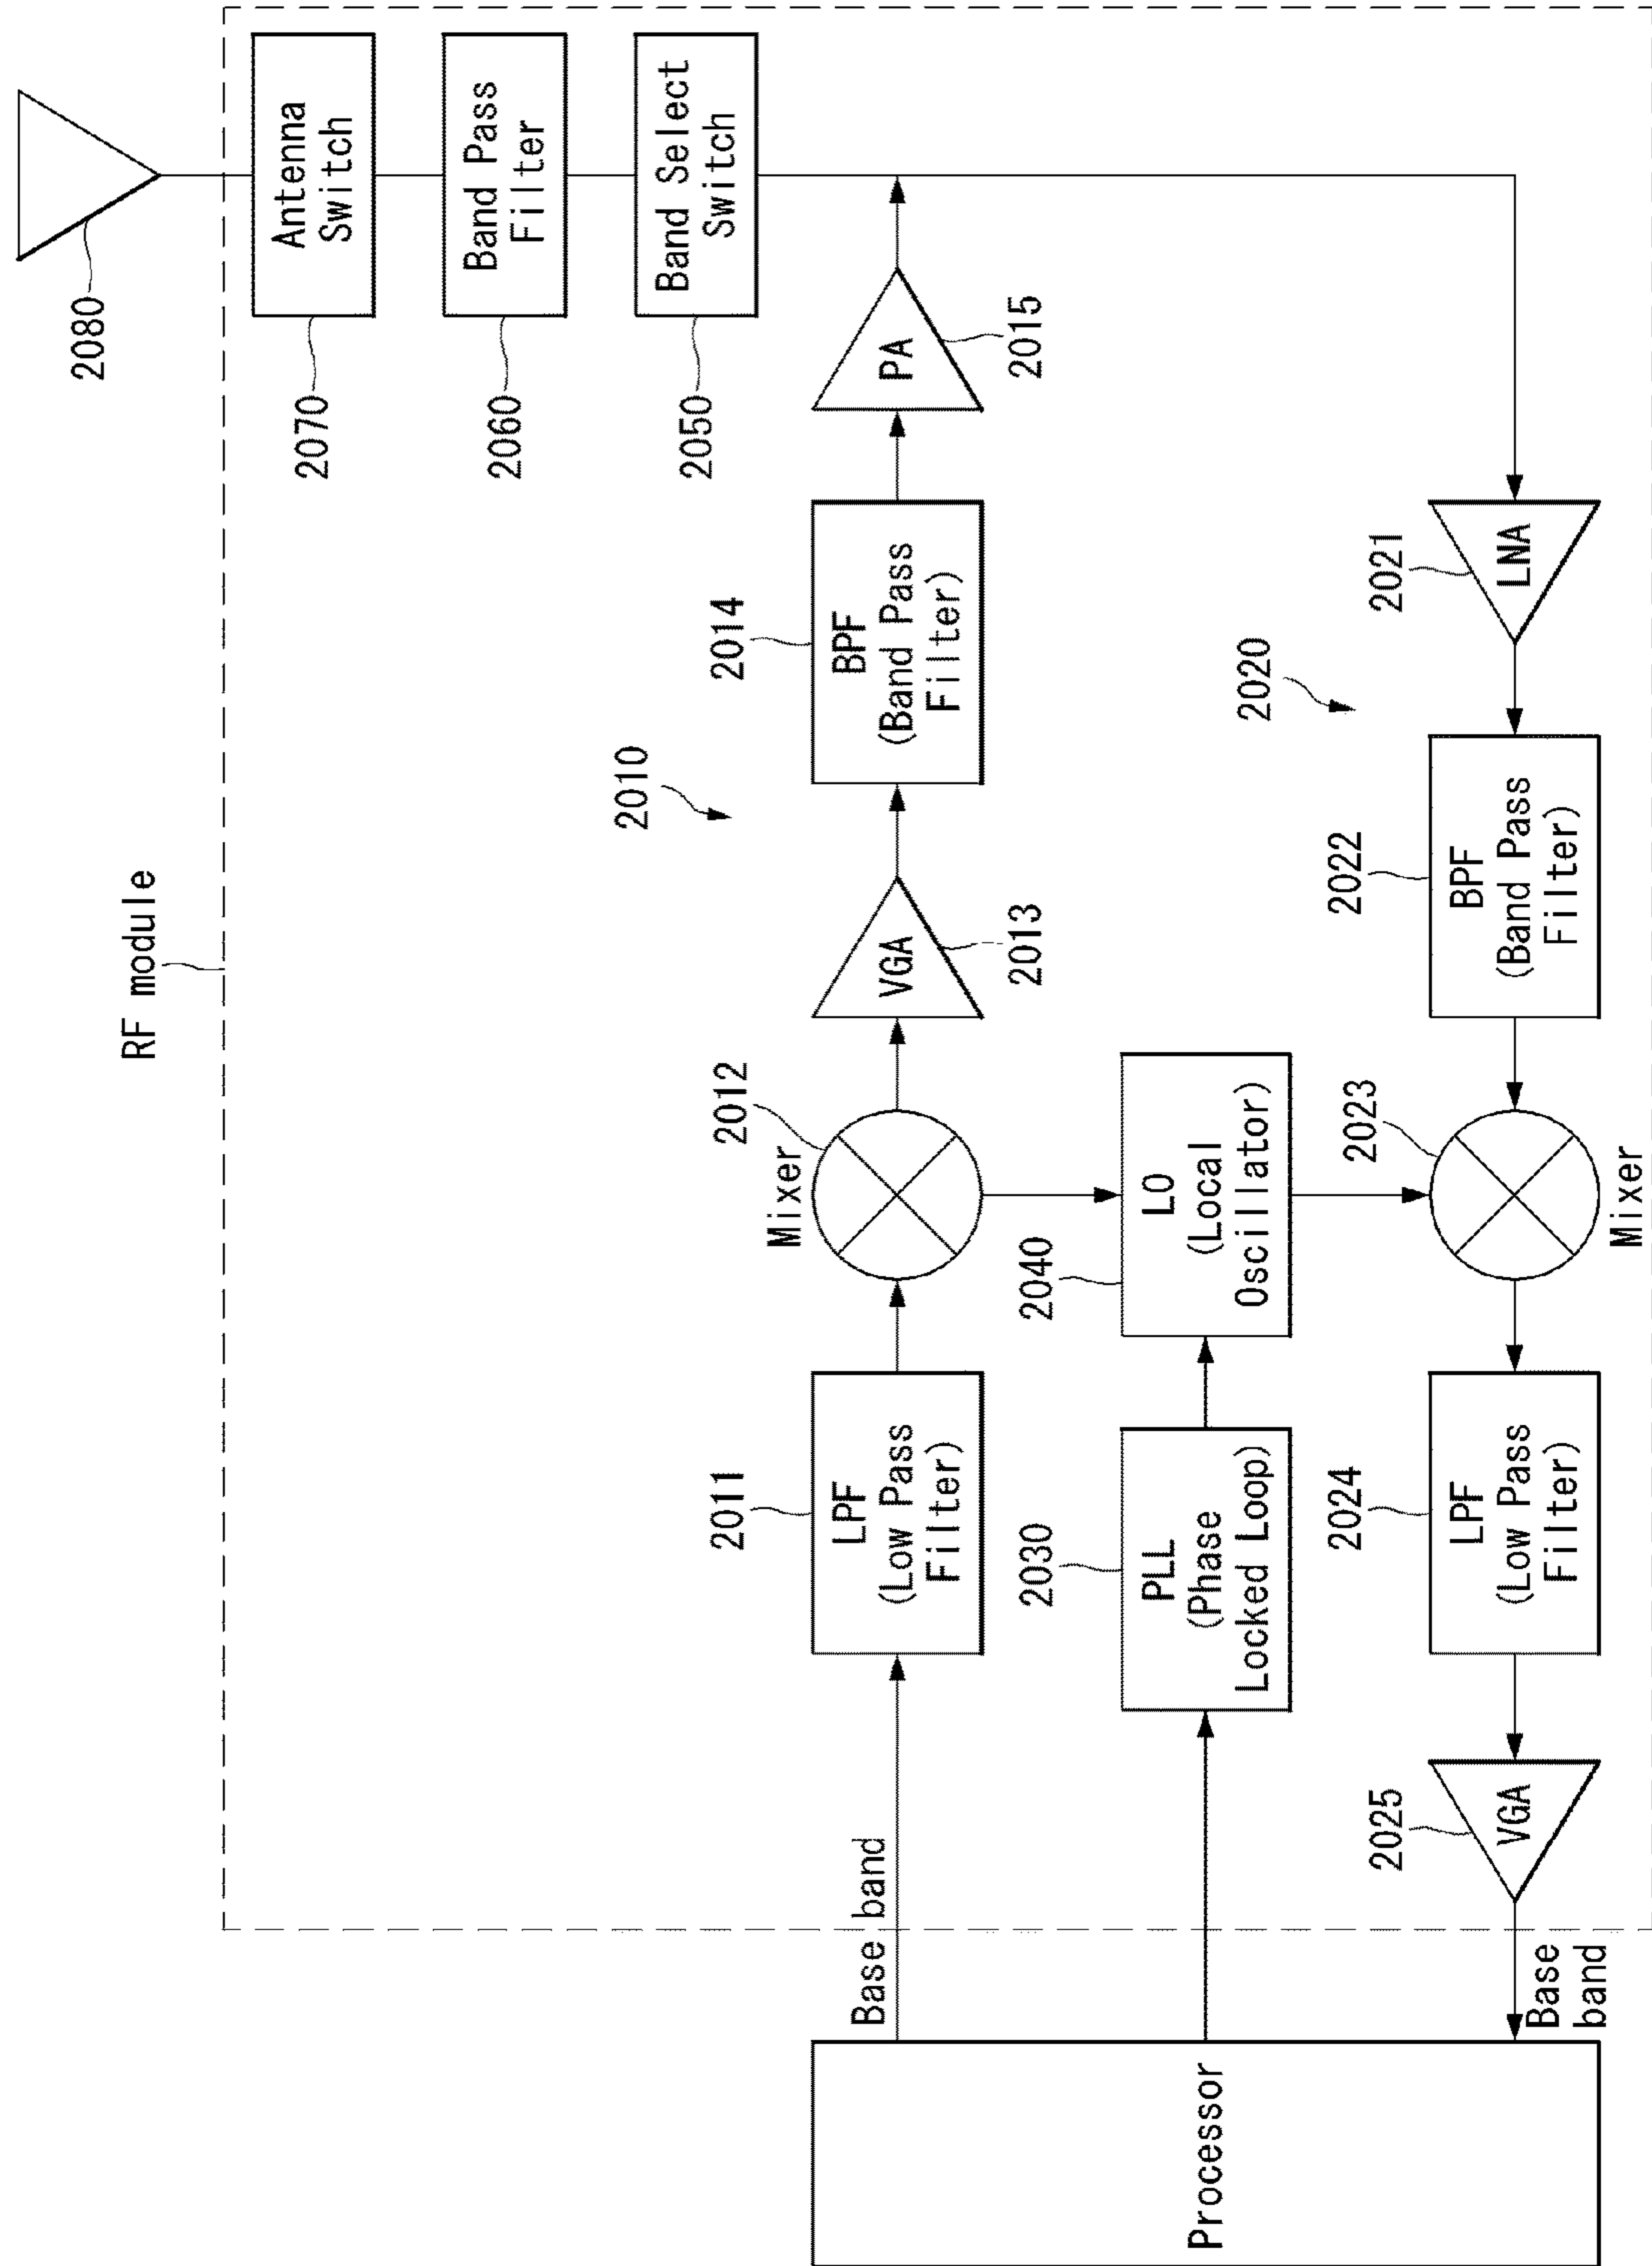 RF module
2080
Antenna
Switch
2070
Band Pass
Filter
2060
Band Select
Switch
2050
2010
2011
LPF
(Low Pass
Filter)
Mixer
2012
VGA
2013
2014
BPF
(Band Pass
Filter)
PA
2015
Base band
Processor
2030
PLL
(Phase
Locked Loop)
2040
LO
(Local
Oscillator)
2020
2025
VGA
2024
LPF
(Low Pass
Filter)
2023
Mixer
2022
BPF
(Band Pass
Filter)
2021
LNA
Base
band